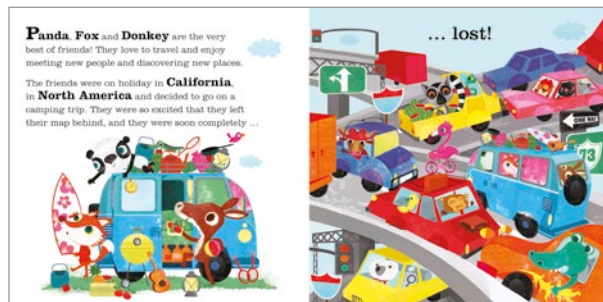 Panda, Fox and Donkey are the very
best of friends! They love to travel and enjoy
meeting new people and discovering new places.
The friends were on holiday in California,
in North America and decided to go on a
camping trip. They were so excited that they left
their map behind, and they were soon completely ...
... lost!
ONE WAY
73